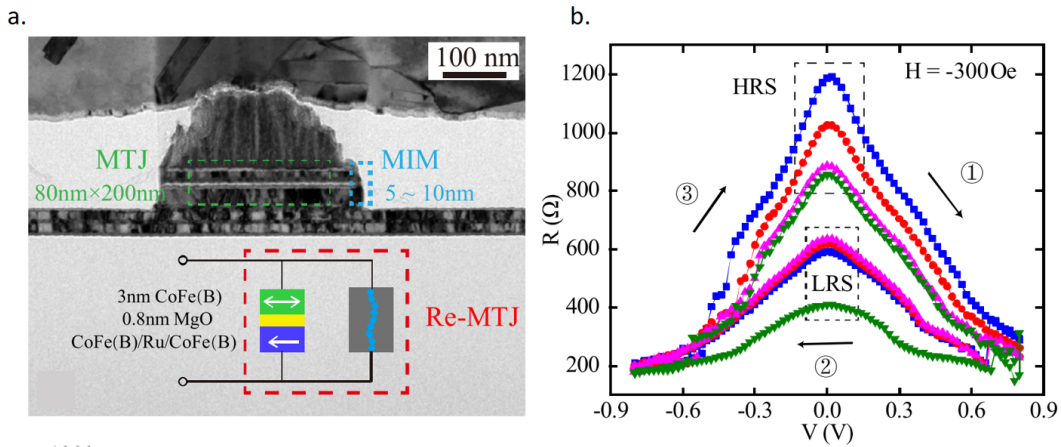 a.
100 nm
MTJ
MIM
80nm×200nm
5 ~ 10nm
3nm CoFe(B)
0.8nm MgO
CoFe(B)/Ru/CoFe(B)
Re-MTJ
b.
H = -300Oe
HRS
①
③
LRS
②
R (Ω)
1200
1000
800
600
400
200
-0.9 -0.6 -0.3 0.0 0.3 0.6 0.9
V (V)